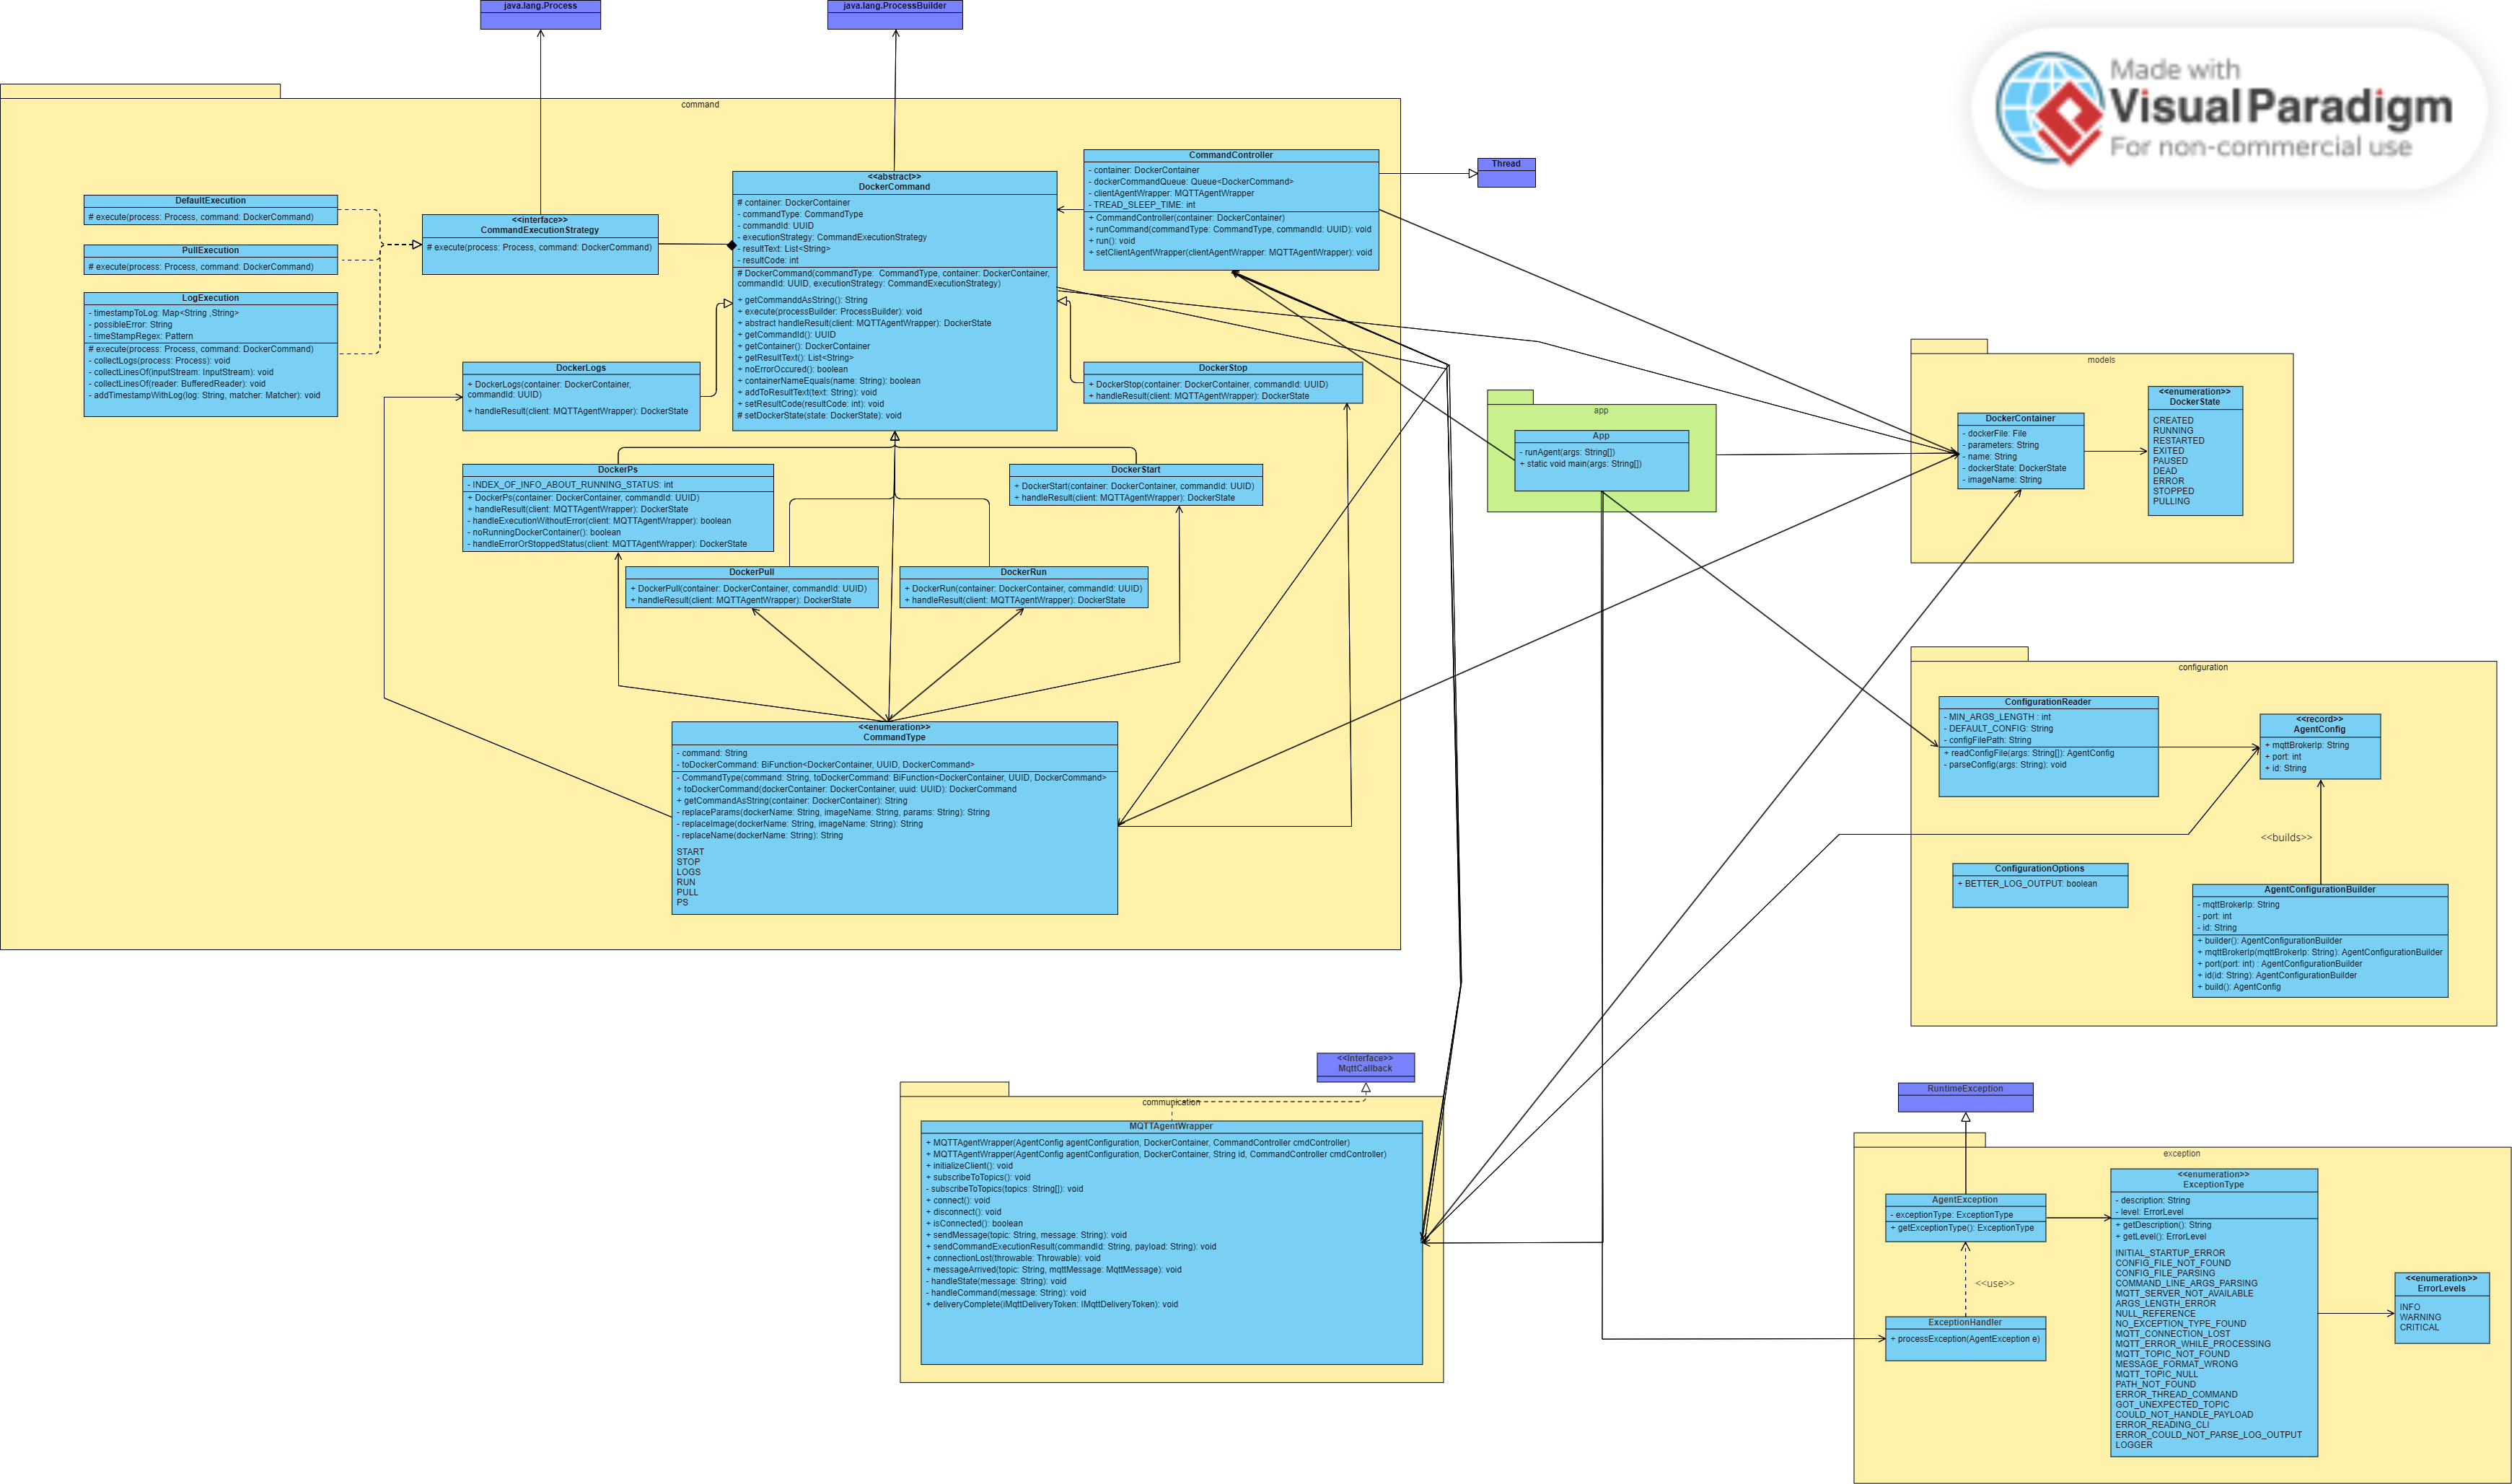 java.lang.Process
java.lang.ProcessBuilder
Made with
Visual Paradigm
For non-commercial use
command
DefaultExecution
# execute(process: Process, command: DockerCommand)
PullExecution
# execute(process: Process, command: DockerCommand)
LogExecution
- timestampToLog: Map<String ,String>
- possibleError: String
- timeStampRegex: Pattern
# execute(process: Process, command: DockerCommand)
- collectLogs(process: Process): void
- collectLinesOf(inputStream: InputStream): void
- collectLinesOf(reader: BufferedReader): void
- addTimestampWithLog(log: String, matcher: Matcher): void
<<interface>>
CommandExecutionStrategy
# execute(process: Process, command: DockerCommand)
<<abstract>>
DockerCommand
# container: DockerContainer
- commandType: CommandType
- commandId: UUID
- executionStrategy: CommandExecutionStrategy
- resultText: List<String>
- resultCode: int
# DockerCommand(commandType:  CommandType, container: DockerContainer,
commandId: UUID, executionStrategy: CommandExecutionStrategy)
+ getCommanddAsString(): String
+ execute(processBuilder: ProcessBuilder): void
+ abstract handleResult(client: MQTTAgentWrapper): DockerState
+ getCommandId(): UUID
+ getContainer(): DockerContainer
+ getResultText(): List<String>
+ noErrorOccured(): boolean
+ containerNameEquals(name: String): boolean
+ addToResultText(text: String): void
+ setResultCode(resultCode: int): void
# setDockerState(state: DockerState): void
CommandController
- container: DockerContainer
- dockerCommandQueue: Queue<DockerCommand>
- clientAgentWrapper: MQTTAgentWrapper
- TREAD_SLEEP_TIME: int
+ CommandController(container: DockerContainer)
+ runCommand(commandType: CommandType, commandId: UUID): void
+ run(): void
+ setClientAgentWrapper(clientAgentWrapper: MQTTAgentWrapper): void
Thread
DockerLogs
+ DockerLogs(container: DockerContainer,
commandId: UUID)
+ handleResult(client: MQTTAgentWrapper): DockerState
DockerStop
+ DockerStop(container: DockerContainer, commandId: UUID)
+ handleResult(client: MQTTAgentWrapper): DockerState
DockerPs
- INDEX_OF_INFO_ABOUT_RUNNING_STATUS: int
+ DockerPs(container: DockerContainer, commandId: UUID)
+ handleResult(client: MQTTAgentWrapper): DockerState
- handleExecutionWithoutError(client: MQTTAgentWrapper): boolean
- noRunningDockerContainer(): boolean
- handleErrorOrStoppedStatus(client: MQTTAgentWrapper): DockerState
DockerStart
+ DockerStart(container: DockerContainer, commandId: UUID)
+ handleResult(client: MQTTAgentWrapper): DockerState
DockerPull
+ DockerPull(container: DockerContainer, commandId: UUID)
+ handleResult(client: MQTTAgentWrapper): DockerState
DockerRun
+ DockerRun(container: DockerContainer, commandId: UUID)
+ handleResult(client: MQTTAgentWrapper): DockerState
<<enumeration>>
CommandType
- command: String
- toDockerCommand: BiFunction<DockerContainer, UUID, DockerCommand>
- CommandType(command: String, toDockerCommand: BiFunction<DockerContainer, UUID, DockerCommand>
+ toDockerCommand(dockerContainer: DockerContainer, uuid: UUID): DockerCommand
+ getCommandAsString(container: DockerContainer): String
- replaceParams(dockerName: String, imageName: String, params: String): String
- replaceImage(dockerName: String, imageName: String): String
- replaceName(dockerName: String): String
START
STOP
LOGS
RUN
PULL
PS
app
App
- runAgent(args: String[])
+ static void main(args: String[])
models
DockerContainer
- dockerFile: File
- parameters: String
- name: String
- dockerState: DockerState
- imageName: String
<<enumeration>>
DockerState
CREATED
RUNNING
RESTARTED
EXITED
PAUSED
DEAD
ERROR
STOPPED
PULLING
configuration
ConfigurationReader
- MIN_ARGS_LENGTH : int
- DEFAULT_CONFIG: String
- configFilePath: String
+ readConfigFile(args: String[]): AgentConfig
- parseConfig(args: String): void
<<record>>
AgentConfig
+ mqttBrokerIp: String
+ port: int
+ id: String
<<builds>>
ConfigurationOptions
+ BETTER_LOG_OUTPUT: boolean
AgentConfigurationBuilder
- mqttBrokerIp: String
- port: int
- id: String
+ builder(): AgentConfigurationBuilder
+ mqttBrokerIp(mqttBrokerIp: String): AgentConfigurationBuilder
+ port(port: int) : AgentConfigurationBuilder
+ id(id: String): AgentConfigurationBuilder
+ build(): AgentConfig
<<Interface>>
MqttCallback
communication
MQTTAgentWrapper
+ MQTTAgentWrapper(AgentConfig agentConfiguration, DockerContainer, CommandController cmdController)
+ MQTTAgentWrapper(AgentConfig agentConfiguration, DockerContainer, String id, CommandController cmdController)
+ initializeClient(): void
+ subscribeToTopics(): void
- subscribeToTopics(topics: String[]): void
+ connect(): void
+ disconnect(): void
+ isConnected(): boolean
+ sendMessage(topic: String, message: String): void
+ sendCommandExecutionResult(commandId: String, payload: String): void
+ connectionLost(throwable: Throwable): void
+ messageArrived(topic: String, mqttMessage: MqttMessage): void
- handleState(message: String): void
- handleCommand(message: String): void
+ deliveryComplete(iMqttDeliveryToken: IMqttDeliveryToken): void
RuntimeException
exception
AgentException
- exceptionType: ExceptionType
+ getExceptionType(): ExceptionType
<<use>>
ExceptionHandler
+ processException(AgentException e)
<<enumeration>>
ExceptionType
- description: String
- level: ErrorLevel
+ getDescription(): String
+ getLevel(): ErrorLevel
INITIAL_STARTUP_ERROR
CONFIG_FILE_NOT_FOUND
CONFIG_FILE_PARSING
COMMAND_LINE_ARGS_PARSING
MQTT_SERVER_NOT_AVAILABLE
ARGS_LENGTH_ERROR
NULL_REFERENCE
NO_EXCEPTION_TYPE_FOUND
MQTT_CONNECTION_LOST
MQTT_ERROR_WHILE_PROCESSING
MQTT_TOPIC_NOT_FOUND
MESSAGE_FORMAT_WRONG
MQTT_TOPIC_NULL
PATH_NOT_FOUND
ERROR_THREAD_COMMAND
GOT_UNEXPECTED_TOPIC
COULD_NOT_HANDLE_PAYLOAD
ERROR_READING_CLI
ERROR_COULD_NOT_PARSE_LOG_OUTPUT
LOGGER
<<enumeration>>
ErrorLevels
INFO
WARNING
CRITICAL